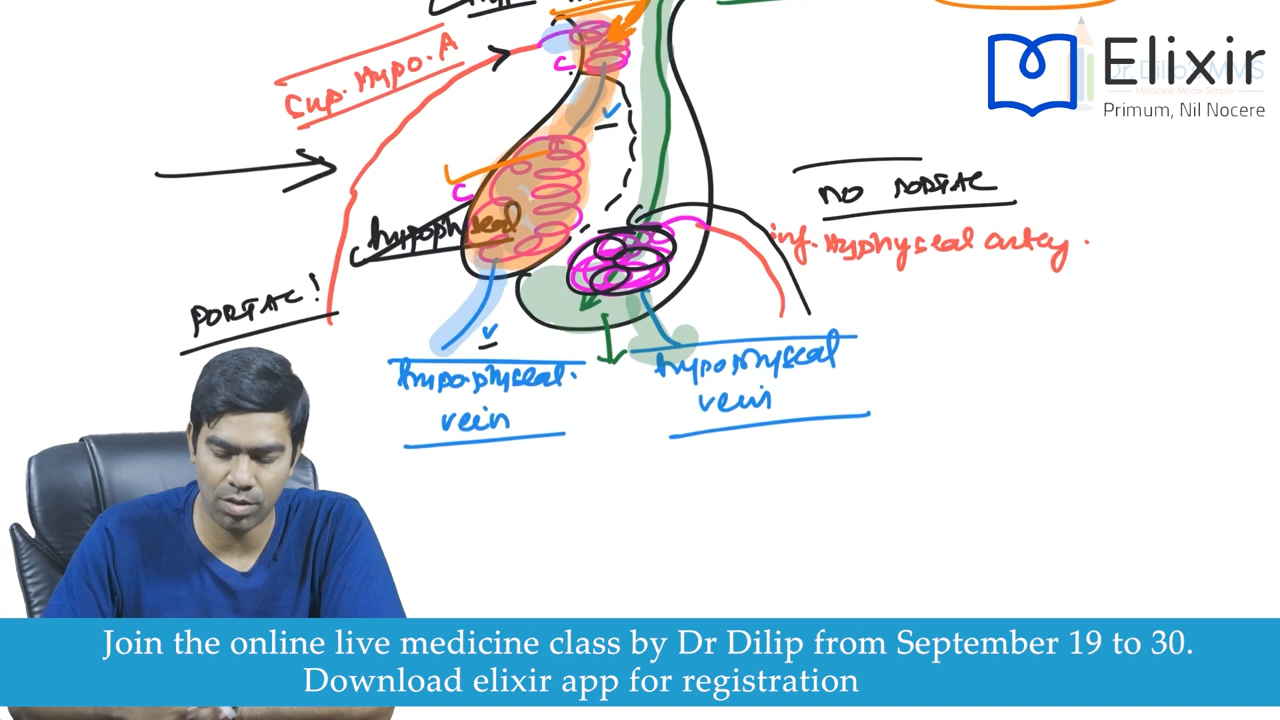 Elixir
Primum, Nil Nocere
Sup. Hypo. A
C
C
hypophyseal
NO PORTAL
inf. Hyphyseal artery.
PORTAL!
Hypophyseal.
vein
hypophyseal
vein
Join the online live medicine class by Dr Dilip from September 19 to 30.
Download elixir app for registration